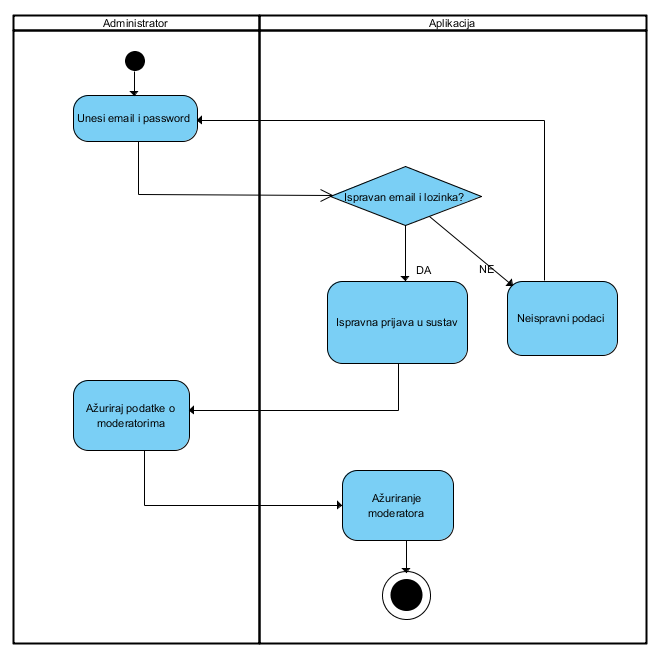 Administrator
Aplikacija
Unesi email i password
Ispravan email i lozinka?
DA
NE
Ispravna prijava u sustav
Neispravni podaci
Ažuriraj podatke o
moderatorima
Ažuriranje
moderatora